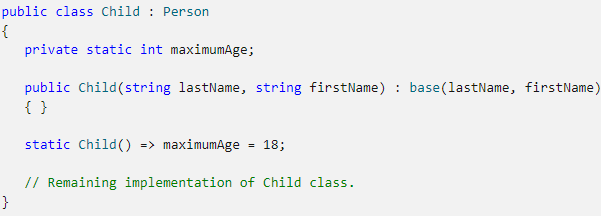 public class Child : Person
{
private static int maximumAge;
public Child(string lastName, string firstName) : base(lastName, firstName)
{ }
static Child() => maximumAge = 18;
// Remaining implementation of Child class.
}